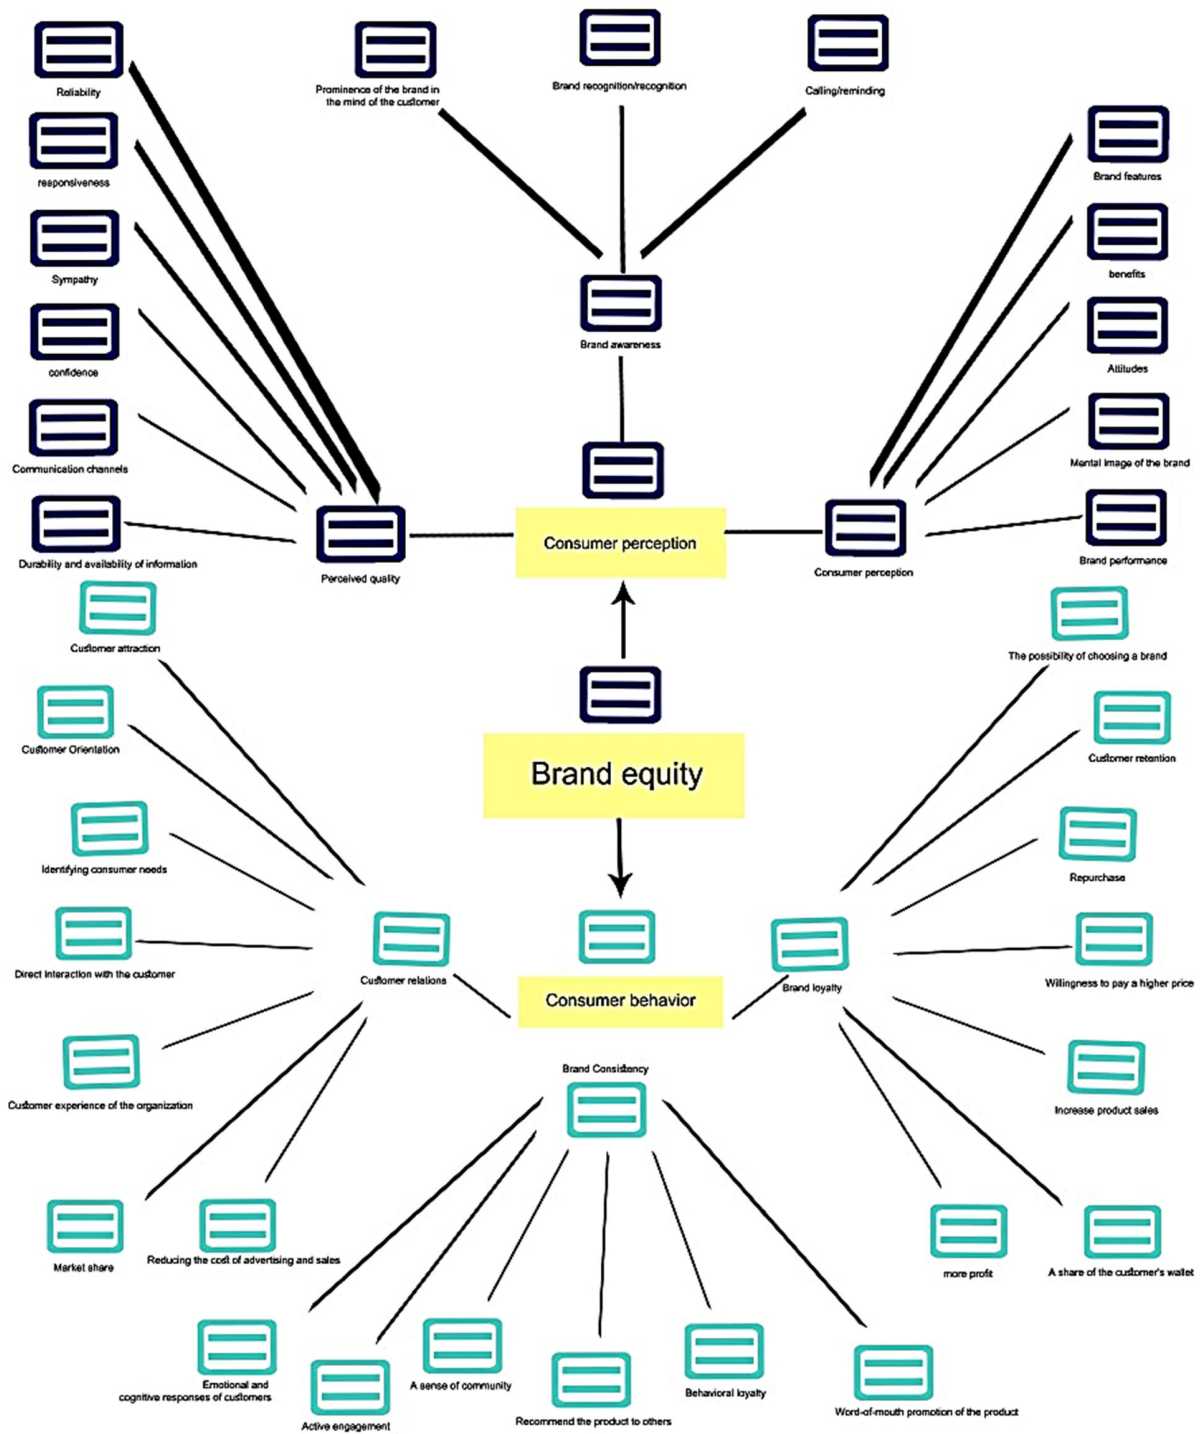 Reliability
Prominence of the brand in
the mind of the customer
Brand recognition/recognition
Calling/reminding
responsiveness
Brand features
Sympathy
benefits
Brand awareness
confidence
Attitudes
Communication channels
Mental image of the brand
Durability and availability of information
Perceived quality
Consumer perception
Consumer perception
Brand performance
Customer attraction
The possibility of choosing a brand
Customer Orientation
Customer retention
Brand equity
Identifying consumer needs
Repurchase
Direct interaction with the customer
Customer relations
Consumer behavior
Brand loyalty
Willingness to pay a higher price
Brand Consistency
Customer experience of the organization
Increase product sales
Market share
Reducing the cost of advertising and sales
more profit
A share of the customer's wallet
Emotional and
cognitive responses of customers
Active engagement
A sense of community
Recommend the product to others
Behavioral loyalty
Word-of-mouth promotion of the product